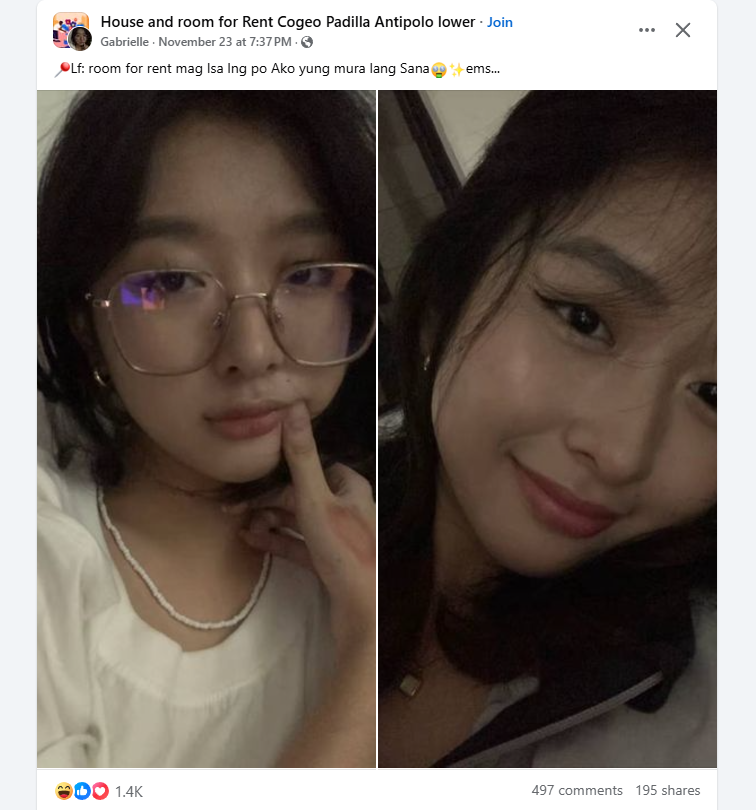 House and room for Rent Cogeo Padilla Antipolo lower · Join
Gabrielle · November 23 at 7:37 PM ·
📍Lf: room for rent mag Isa lng po Ako yung mura lang Sana🤑✨ems...
1.4K 497 comments 195 shares